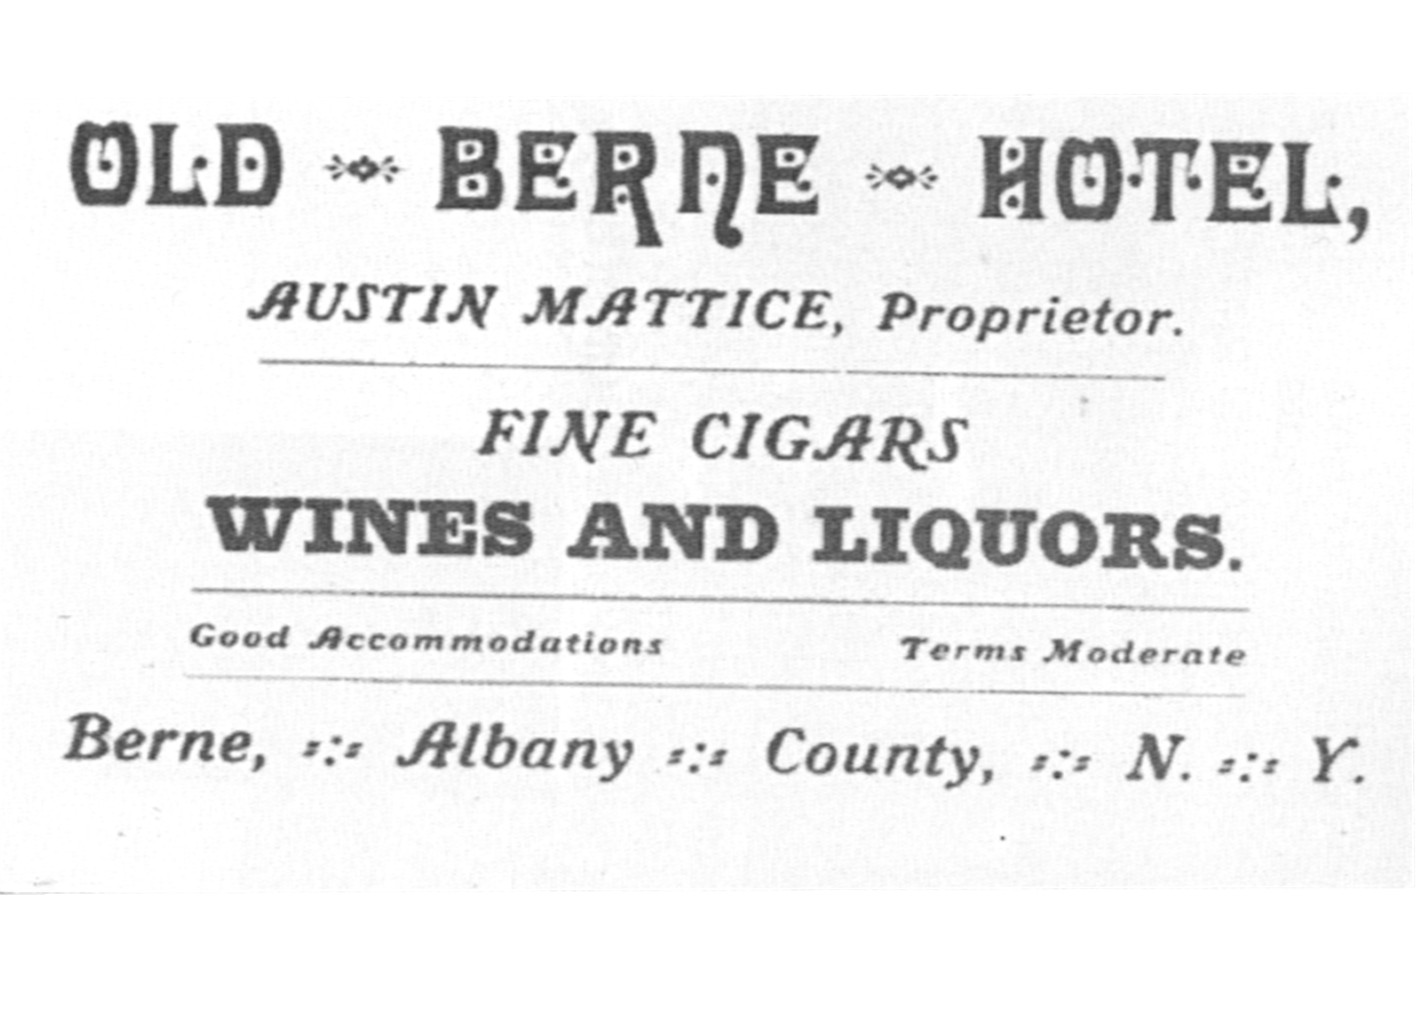 OLD BERNE HOTEL,
AUSTIN MATTICE, Proprietor.
FINE CIGARS
WINES AND LIQUORS.
Good Accommodations Terms Moderate
Berne, Albany County, N. Y.